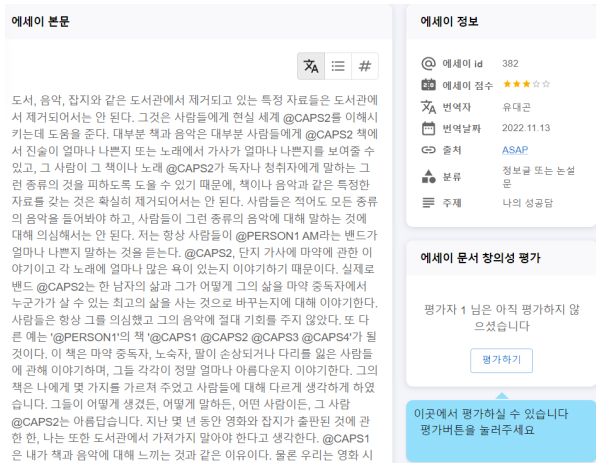 에세이 본문
도서, 음악, 잡지와 같은 도서관에서 제거되고 있는 특정 자료들은 도서관에
서 제거되어서는 안 된다. 그것은 사람들에게 현실 세계 @CAPS2를 이해시
키는데 도움을 준다. 대부분 책과 음악은 대부분 사람들에게 @CAPS2 책에
서 진술이 얼마나 나쁜지 또는 노래에서 가사가 얼마나 나쁜지를 보여줄 수
있고, 그 사람이 그 책이나 노래 @CAPS2가 독자나 청취자에게 말하는 그
런 종류의 것을 피하도록 도울 수 있기 때문에, 책이나 음악과 같은 특정한
자료를 갖는 것은 확실히 제거되어서는 안 된다. 사람들은 적어도 모든 종류
의 음악을 들어봐야 하고, 사람들이 그런 종류의 음악에 대해 말하는 것에
대해 의심해서는 안 된다. 저는 항상 사람들이 @PERSON1 AM라는 밴드가
얼마나 나쁜지 말하는 것을 듣는다. @CAPS2, 단지 가사에 마약에 관한 이
야기이고 각 노래에 얼마나 많은 욕이 있는지 이야기하기 때문이다. 실제로
밴드 @CAPS2는 한 남자의 삶과 그가 어떻게 그의 삶을 마약 중독자에서
누군가가 살 수 있는 최고의 삶을 사는 것으로 바꾸는지에 대해 이야기한다.
사람들은 항상 그를 의심했고 그의 음악에 절대 기회를 주지 않았다. 또 다
른 예는 '@PERSON1'의 책 '@CAPS1 @CAPS2 @CAPS3 @CAPS4'가 될
것이다. 이 책은 마약 중독자, 노숙자, 팔이 손상되거나 다리를 잃은 사람들
에 관해 이야기하며, 그들 각각이 정말 얼마나 아름다운지 이야기한다. 그의
책은 나에게 몇 가지를 가르쳐 주었고 사람들에 대해 다르게 생각하게 하였
습니다. 그들이 어떻게 생겼든, 어떻게 말하든, 어떤 사람이든, 그 사람
@CAPS2는 아름답습니다. 지난 몇 년 동안 영화와 잡지가 출판된 것에 관
한 한, 나는 또한 도서관에서 가져가지 말아야 한다고 생각한다. @CAPS1
은 내가 책과 음악에 대해 느끼는 것과 같은 이유이다. 물론 우리는 영화 시
에세이 정보
에세이 id 382
에세이 점수 ★★★☆☆
번역자 유대곤
번역날짜 2022.11.13
출처 ASAP
분류 정보글 또는 논설
문
주제 나의 성공담
에세이 문서 창의성 평가
평가자 1 님은 아직 평가하지 않
으셨습니다
평가하기
이곳에서 평가하실 수 있습니다
평가버튼을 눌러주세요